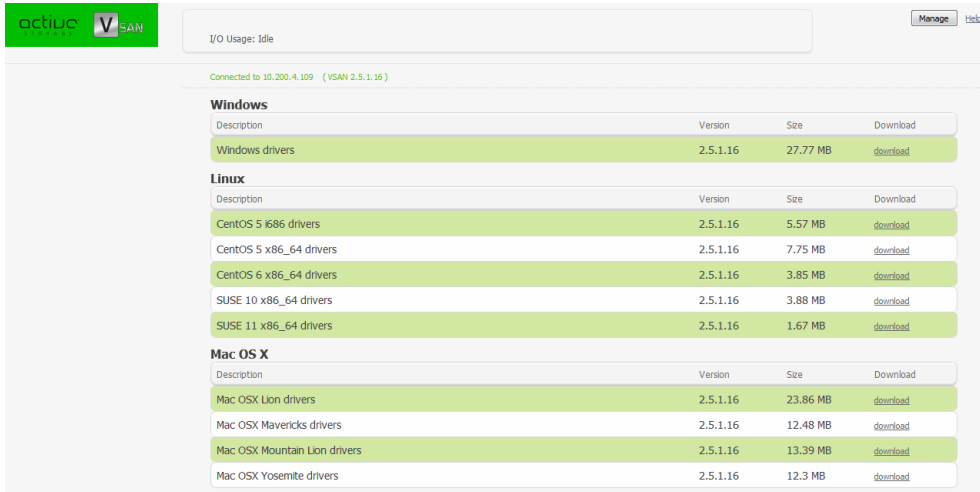 active V SAN
STORAGE
Manage Help
I/O Usage: Idle
Connected to 10.200.4.109 ( VSAN 2.5.1.16 )
Windows
Description Version Size Download
Windows drivers 2.5.1.16 27.77 MB download
Linux
Description Version Size Download
CentOS 5 i686 drivers 2.5.1.16 5.57 MB download
CentOS 5 x86_64 drivers 2.5.1.16 7.75 MB download
CentOS 6 x86_64 drivers 2.5.1.16 3.85 MB download
SUSE 10 x86_64 drivers 2.5.1.16 3.88 MB download
SUSE 11 x86_64 drivers 2.5.1.16 1.67 MB download
Mac OS X
Description Version Size Download
Mac OSX Lion drivers 2.5.1.16 23.86 MB download
Mac OSX Mavericks drivers 2.5.1.16 12.48 MB download
Mac OSX Mountain Lion drivers 2.5.1.16 13.39 MB download
Mac OSX Yosemite drivers 2.5.1.16 12.3 MB download